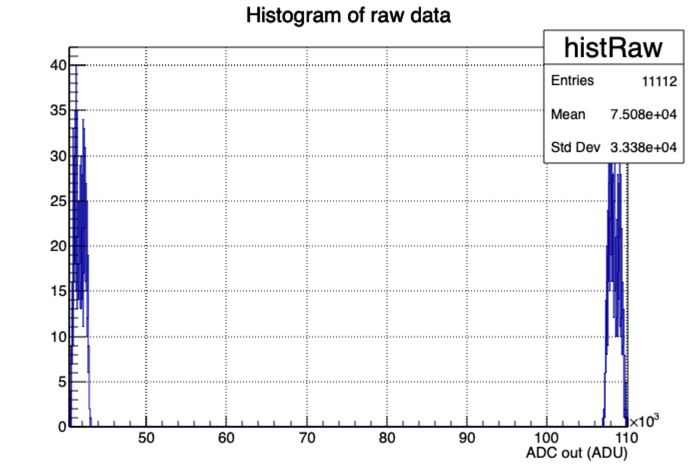 Histogram of raw data
histRaw
Entries 11112
Mean 7.508e+04
Std Dev 3.338e+04
40
35
30
25
20
15
10
5
0
50 60 70 80 90 100 110
×10³
ADC out (ADU)